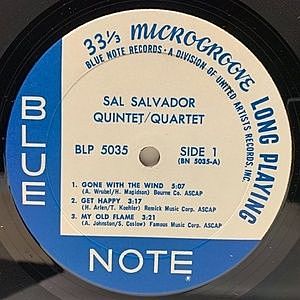 33 1/3 MICROGROOVE LONG PLAYING
BLUE NOTE RECORDS • A DIVISION OF UNITED ARTISTS RECORDS, INC.
BLUE
SAL SALVADOR
QUINTET/QUARTET
BLP 5035 SIDE 1
(BN 5035-A)
1. GONE WITH THE WIND 5:07
(A. Wrubel/H. Magidson) Bourne Co. ASCAP
2. GET HAPPY 3:17
(H. Arlen/T. Koehler) Remick Music Corp. ASCAP
3. MY OLD FLAME 3:21
(A. Johnston/S. Coslow) Famous Music Corp. ASCAP
NOTE